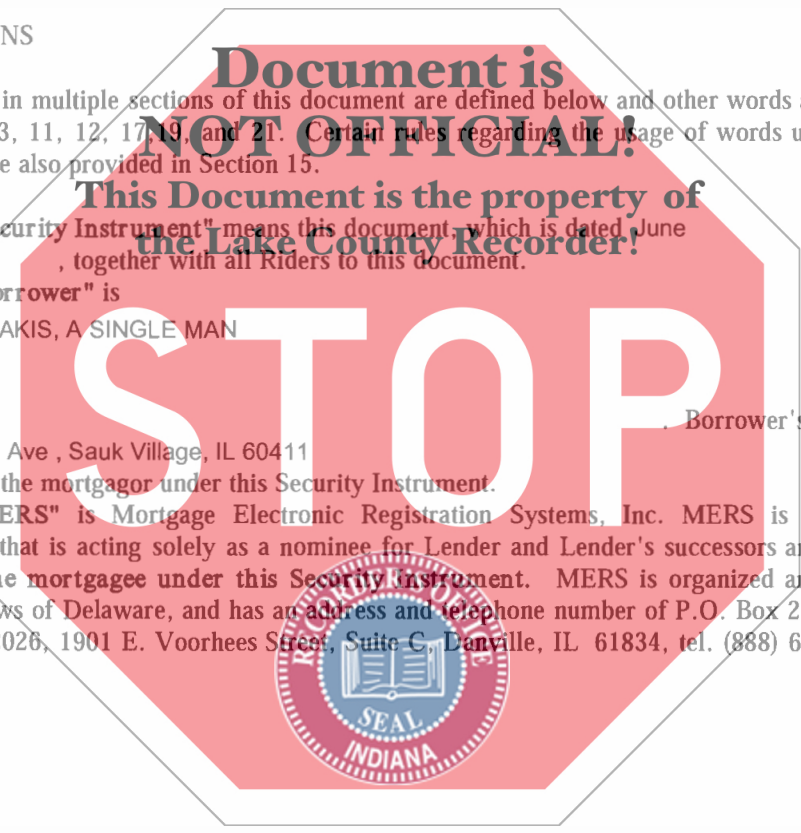 NS
Document is
in multiple sections of this document are defined below and other words
3, 11, 12, 17, 19, and 21. Certain rules regarding the usage of words u
NOT OFFICIAL!
e also provided in Section 15.
This Document is the property of
curity Instrument" means this document, which is dated June
the Lake County Recorder!
, together with all Riders to this document.
orrower" is
AKIS, A SINGLE MAN
STOP
. Borrower's
Ave , Sauk Village, IL 60411
the mortgagor under this Security Instrument.
ERS" is Mortgage Electronic Registration Systems, Inc. MERS is
that is acting solely as a nominee for Lender and Lender's successors an
e mortgagee under this Security Instrument. MERS is organized an
ws of Delaware, and has an address and telephone number of P.O. Box 2
026, 1901 E. Voorhees Street, Suite C, Danville, IL 61834, tel. (888) 6
RECORDER'S OFFICE
SEAL
INDIANA